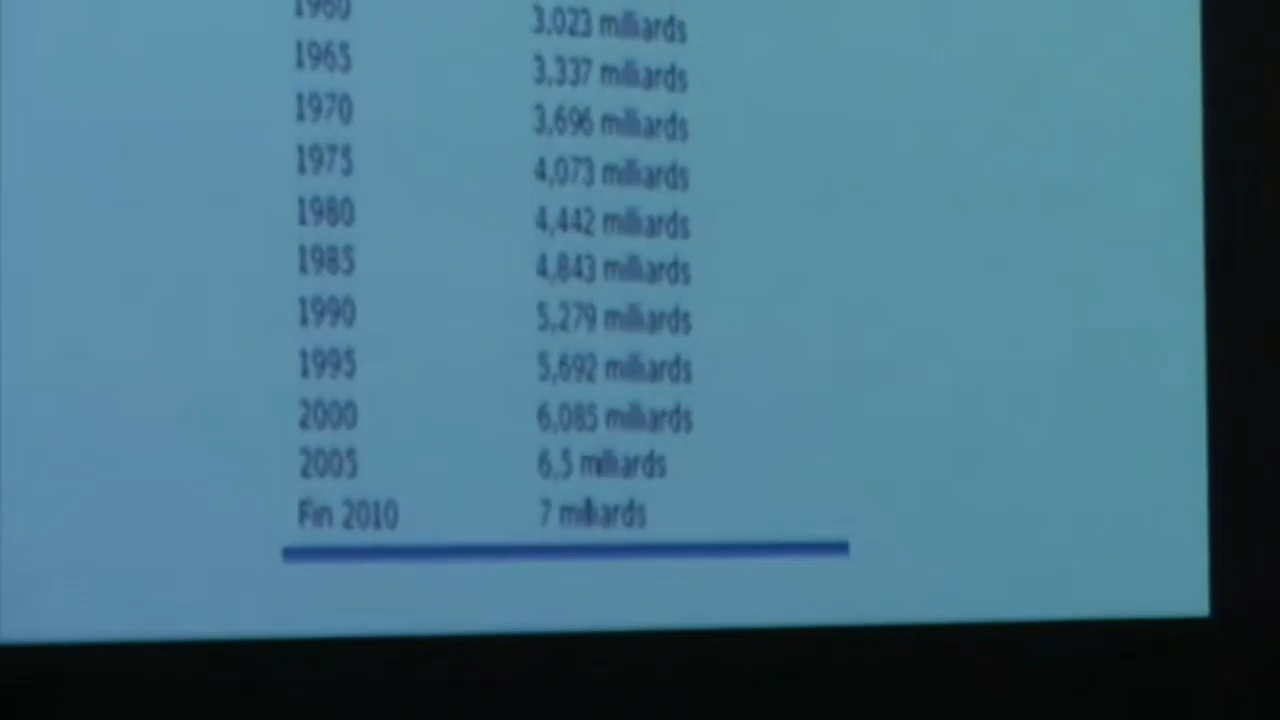 1960 3,023 milliards
1965 3,337 milliards
1970 3,696 milliards
1975 4,073 milliards
1980 4,442 milliards
1985 4,843 milliards
1990 5,279 milliards
1995 5,692 milliards
2000 6,085 milliards
2005 6,5 milliards
Fin 2010 7 milliards